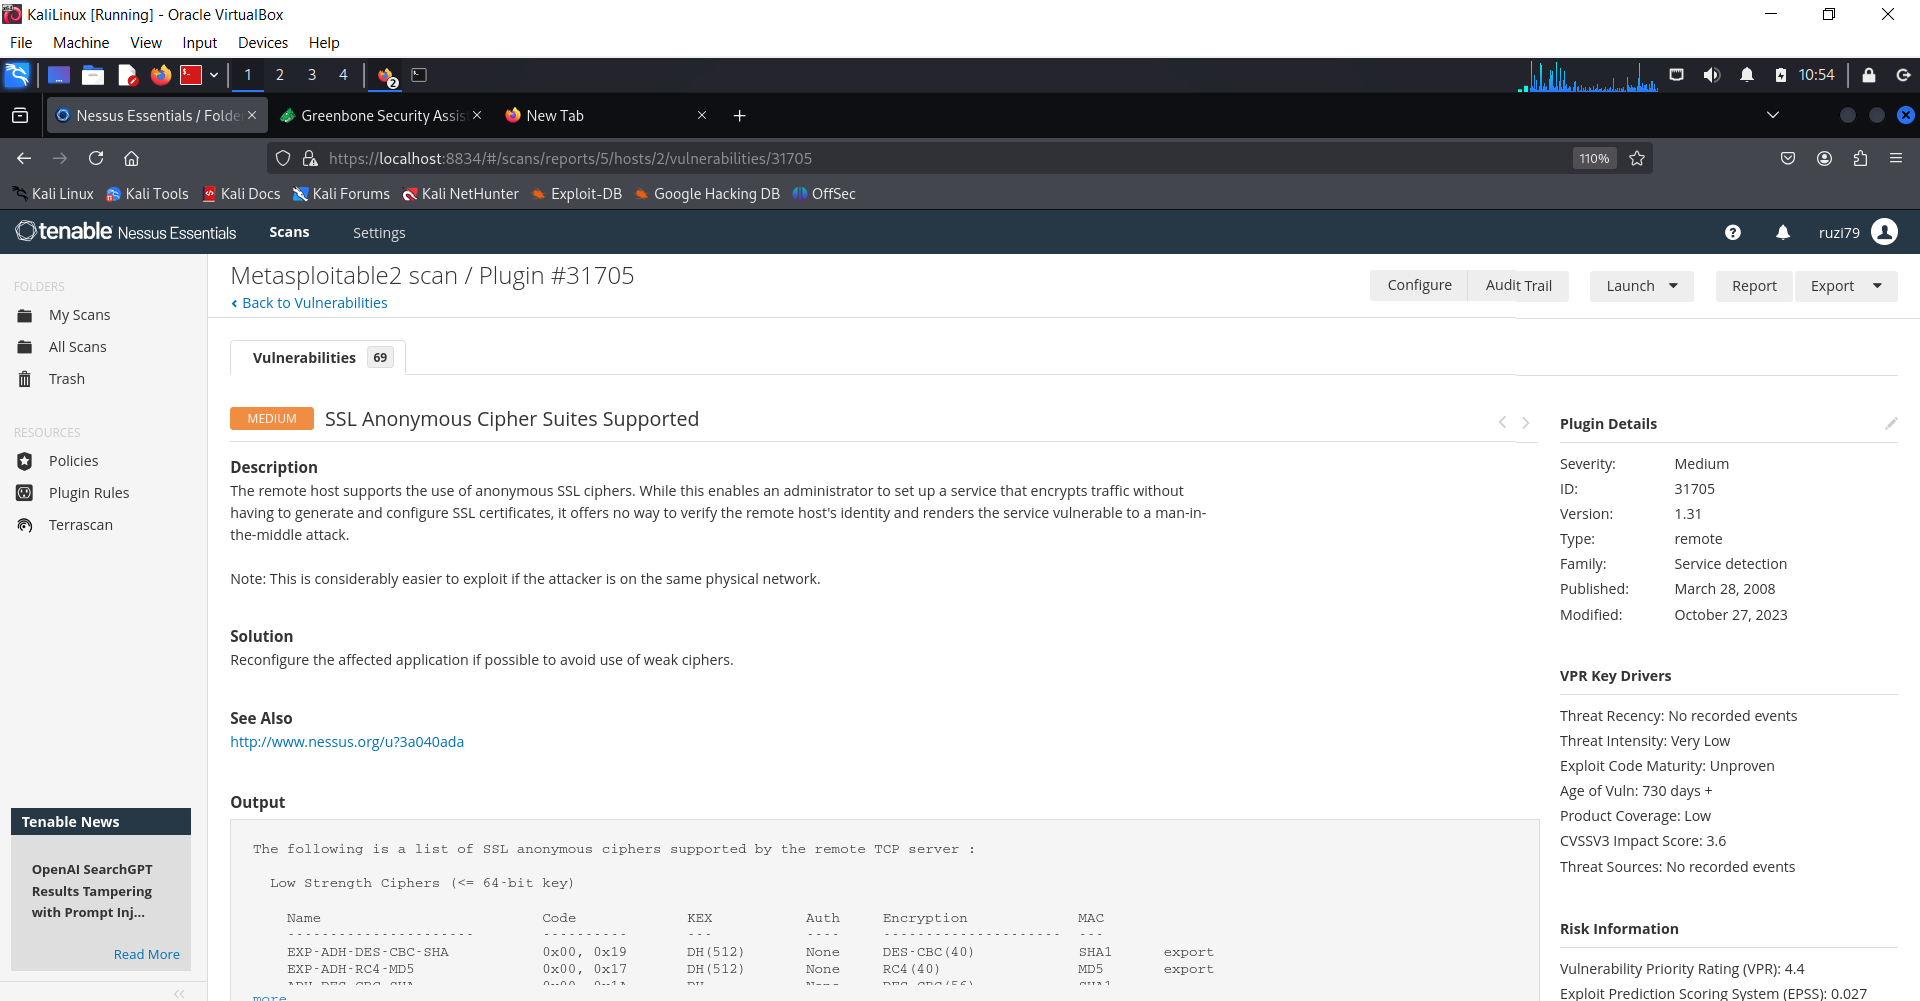 KaliLinux [Running] - Oracle VirtualBox
File Machine View Input Devices Help
1 2 3 4 2 10:54
Nessus Essentials / Folde Greenbone Security Assis New Tab
https://localhost:8834/#/scans/reports/5/hosts/2/vulnerabilities/31705 110%
Kali Linux Kali Tools Kali Docs Kali Forums Kali NetHunter Exploit-DB Google Hacking DB OffSec
tenable Nessus Essentials Scans Settings ruzi79
FOLDERS
My Scans
All Scans
Trash
RESOURCES
Policies
Plugin Rules
Terrascan
Tenable News
OpenAI SearchGPT
Results Tampering
with Prompt Inj...
Read More
Metasploitable2 scan / Plugin #31705
Back to Vulnerabilities
Configure Audit Trail Launch Report Export
Vulnerabilities 69
MEDIUM SSL Anonymous Cipher Suites Supported
Description
The remote host supports the use of anonymous SSL ciphers. While this enables an administrator to set up a service that encrypts traffic without
having to generate and configure SSL certificates, it offers no way to verify the remote host's identity and renders the service vulnerable to a man-in-
the-middle attack.
Note: This is considerably easier to exploit if the attacker is on the same physical network.
Solution
Reconfigure the affected application if possible to avoid use of weak ciphers.
See Also
http://www.nessus.org/u?3a040ada
Output
The following is a list of SSL anonymous ciphers supported by the remote TCP server :
Low Strength Ciphers (<= 64-bit key)
Name Code KEX Auth Encryption MAC
---------------------- ---------- --- ---- --------------------- ---
EXP-ADH-DES-CBC-SHA 0x00, 0x19 DH(512) None DES-CBC(40) SHA1 export
EXP-ADH-RC4-MD5 0x00, 0x17 DH(512) None RC4(40) MD5 export
ADH-DES-CBC-SHA 0x00, 0x1A DH None DES-CBC(56) SHA1
more
Plugin Details
Severity: Medium
ID: 31705
Version: 1.31
Type: remote
Family: Service detection
Published: March 28, 2008
Modified: October 27, 2023
VPR Key Drivers
Threat Recency: No recorded events
Threat Intensity: Very Low
Exploit Code Maturity: Unproven
Age of Vuln: 730 days +
Product Coverage: Low
CVSSV3 Impact Score: 3.6
Threat Sources: No recorded events
Risk Information
Vulnerability Priority Rating (VPR): 4.4
Exploit Prediction Scoring System (EPSS): 0.027